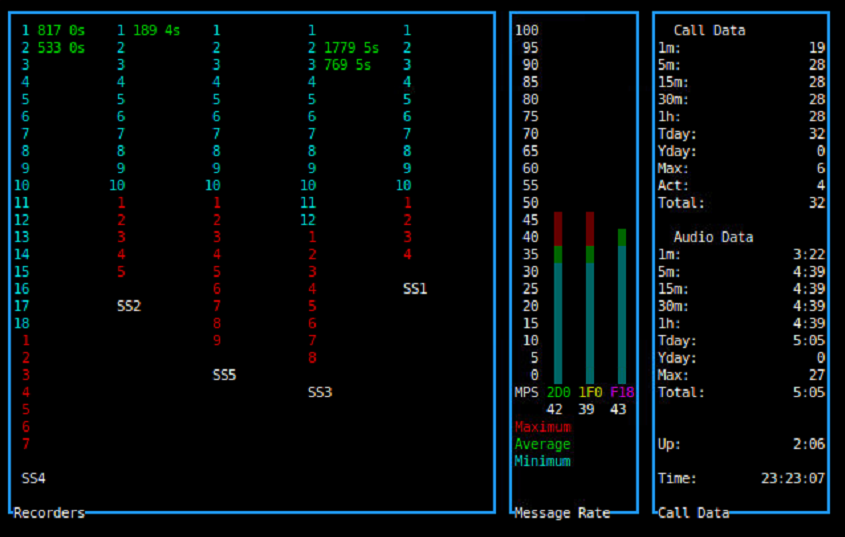 1 817 0s 1 189 4s 1 1 1
2 533 0s 2 2 2 1779 5s 2
3 3 3 3 769 5s 3
4 4 4 4 4
5 5 5 5 5
6 6 6 6 6
7 7 7 7 7
8 8 8 8 8
9 9 9 9 9
10 10 10 10 10
11 1 1 11 1
12 2 2 12 2
13 3 3 1 3
14 4 4 2 4
15 5 5 3
16 6 4 SS1
17 SS2 7 5
18 8 6
1 9 7
2 8
3 SS5
4 SS3
5
6
7
SS4
Recorders
100
95
90
85
80
75
70
65
60
55
50
45
40
35
30
25
20
15
10
5
0
MPS 2D0 1F0 F18
42 39 43
Maximum
Average
Minimum
Message Rate
Call Data
1m: 19
5m: 28
15m: 28
30m: 28
1h: 28
Tday: 32
Yday: 0
Max: 6
Act: 4
Total: 32
Audio Data
1m: 3:22
5m: 4:39
15m: 4:39
30m: 4:39
1h: 4:39
Tday: 5:05
Yday: 0
Max: 27
Total: 5:05
Up: 2:06
Time: 23:23:07
Call Data